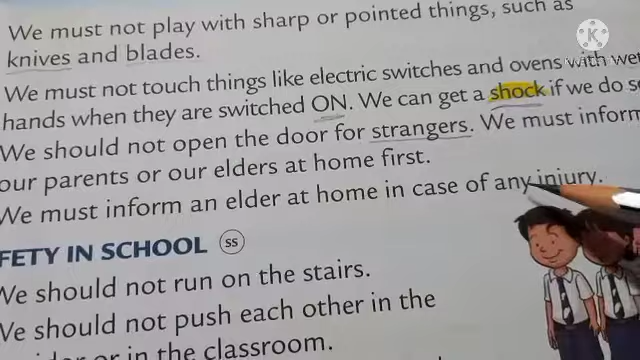 We must not play with sharp or pointed things, such as
knives and blades.
We must not touch things like electric switches and ovens with wet
hands when they are switched ON. We can get a shock if we do s
We should not open the door for strangers. We must inform
our parents or our elders at home first.
We must inform an elder at home in case of any injury.
FETY IN SCHOOL SS
We should not run on the stairs.
We should not push each other in the
or in the classroom.